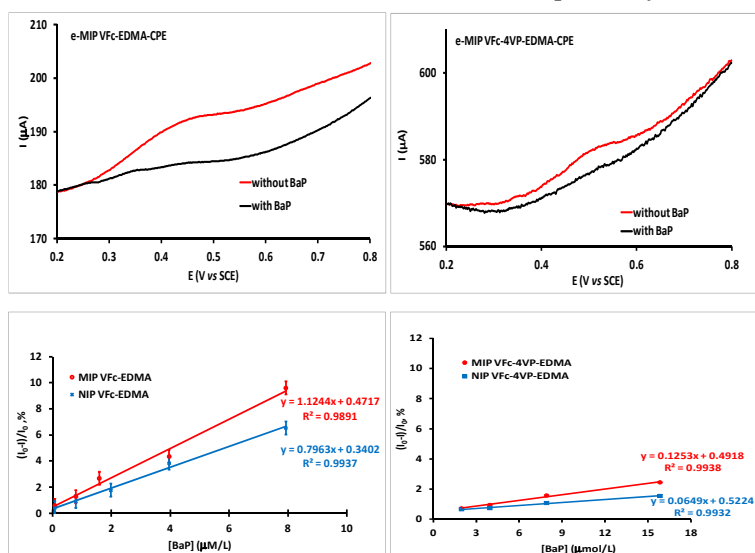 e-MIP VFc-EDMA-CPE
210
200
190
180
170
I (µA)
without BaP
with BaP
0.2 0.3 0.4 0.5 0.6 0.7 0.8
E (V vs SCE)
e-MIP VFc-4VP-EDMA-CPE
600
580
560
I (µA)
without BaP
with BaP
0.2 0.4 0.6 0.8
E (V vs SCE)
12
10
8
6
4
2
0
(I₀-I)/I₀ ,%
MIP VFc-EDMA
NIP VFc-EDMA
y = 1.1244x + 0.4717
R² = 0.9891
y = 0.7963x + 0.3402
R² = 0.9937
0 2 4 6 8 10
[BaP] (µM/L)
12
10
8
6
4
2
0
(I₀-I)/I₀, %
MIP VFc-4VP-EDMA
NIP VFc-4VP-EDMA
y = 0.1253x + 0.4918
R² = 0.9938
y = 0.0649x + 0.5224
R² = 0.9932
0 3 6 9 12 15 18
[BaP] (µmol/L)